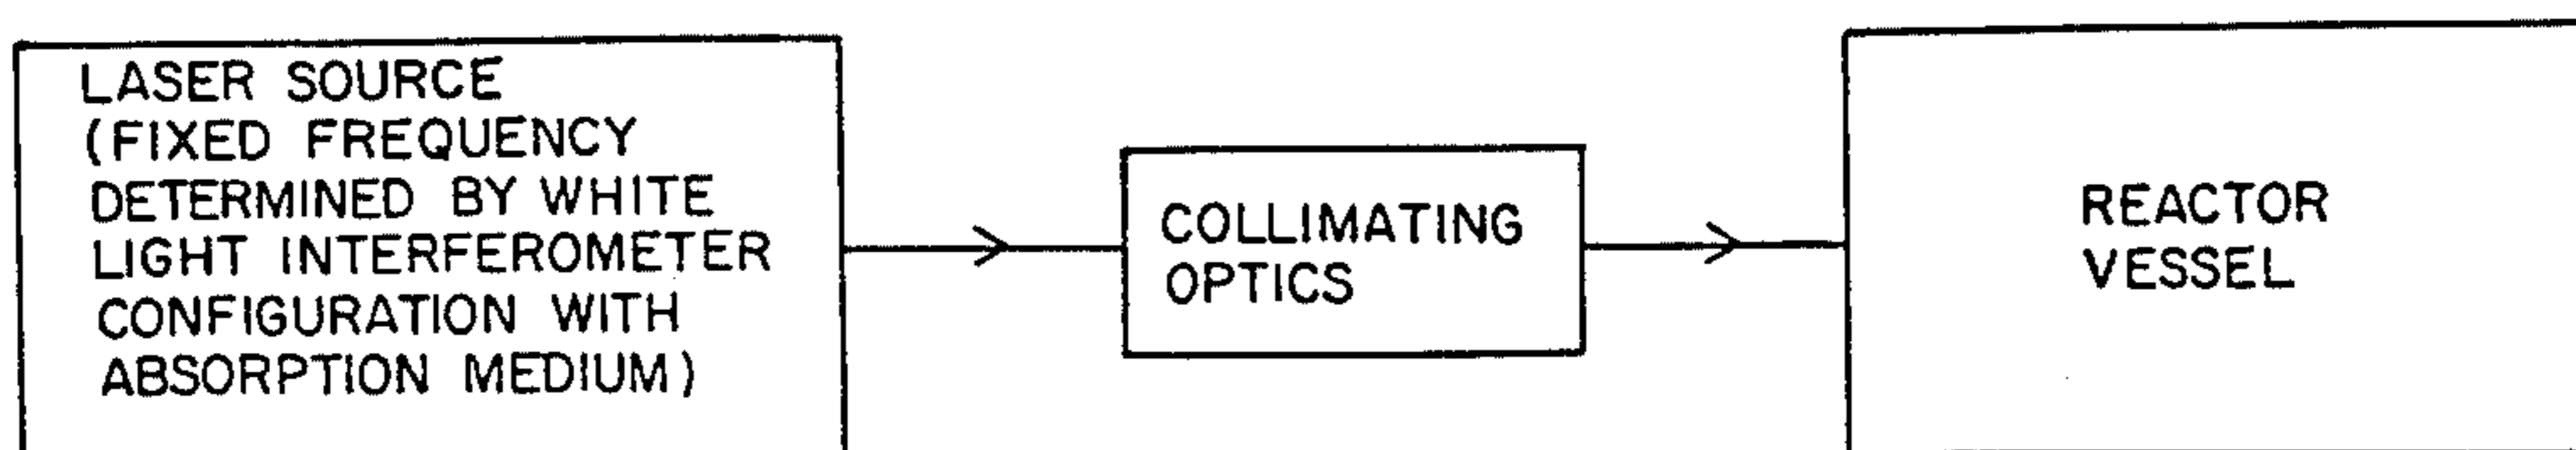 LASER SOURCE
(FIXED FREQUENCY
DETERMINED BY WHITE
LIGHT INTERFEROMETER
CONFIGURATION WITH
ABSORPTION MEDIUM)
COLLIMATING
OPTICS
REACTOR
VESSEL